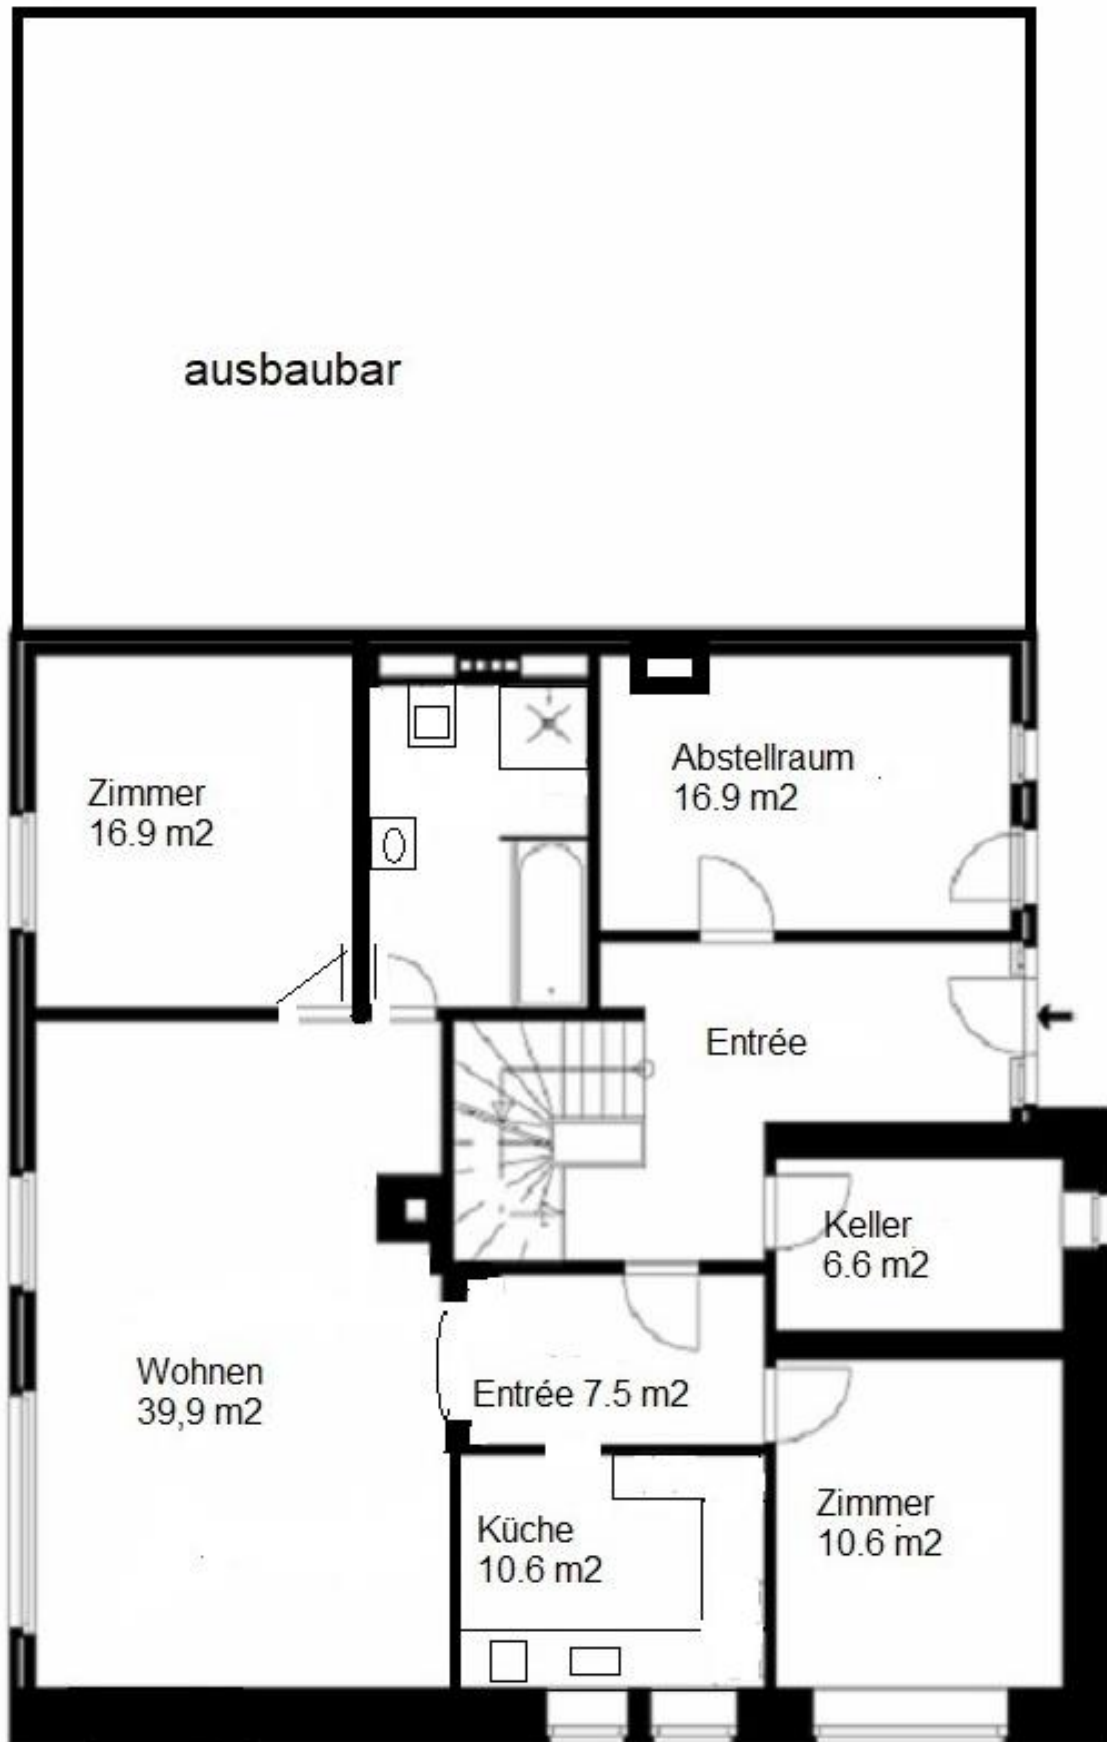 ausbaubar
Zimmer
16.9 m2
Abstellraum
16.9 m2
Entrée
Keller
6.6 m2
Wohnen
39,9 m2
Entrée 7.5 m2
Küche
10.6 m2
Zimmer
10.6 m2